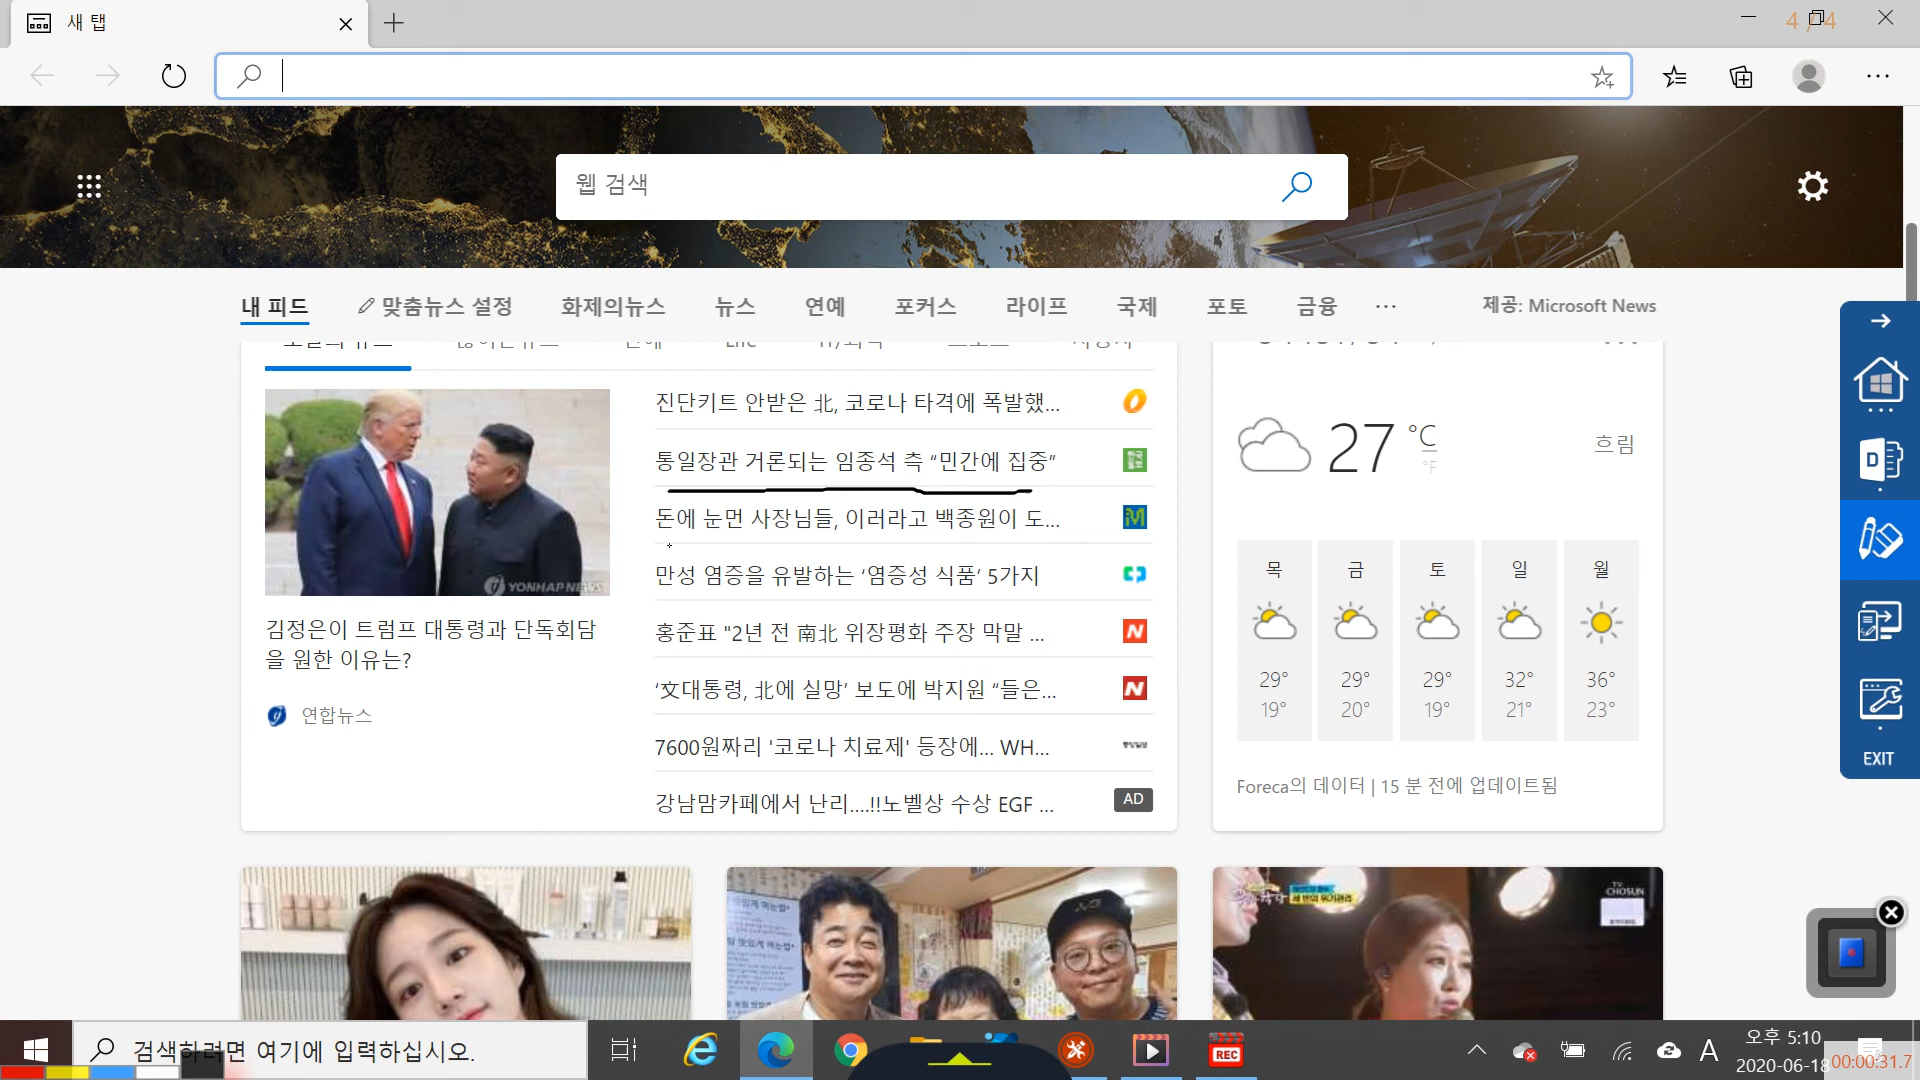 새 탭
4 / 4
웹 검색
내 피드
맞춤뉴스 설정
화제의뉴스
뉴스
연예
포커스
라이프
국제
포토
금융
제공: Microsoft News
진단키트 안받은 北, 코로나 타격에 폭발했...
통일장관 거론되는 임종석 측 “민간에 집중”
돈에 눈먼 사장님들, 이러라고 백종원이 도...
만성 염증을 유발하는 ‘염증성 식품’ 5가지
홍준표 "2년 전 南北 위장평화 주장 막말 ...
‘文대통령, 北에 실망’ 보도에 박지원 “들은...
7600원짜리 '코로나 치료제' 등장에... WH...
강남맘카페에서 난리....!!노벨상 수상 EGF ...
AD
YONHAP NEWS
김정은이 트럼프 대통령과 단독회담
을 원한 이유는?
연합뉴스
27 °C
°F
흐림
목 금 토 일 월
29° 29° 29° 32° 36°
19° 20° 19° 21° 23°
Foreca의 데이터 | 15 분 전에 업데이트됨
EXIT
TV
CHOSUN
검색하려면 여기에 입력하십시오.
REC
A
오후 5:10
2020-06-18
00:00:31.7